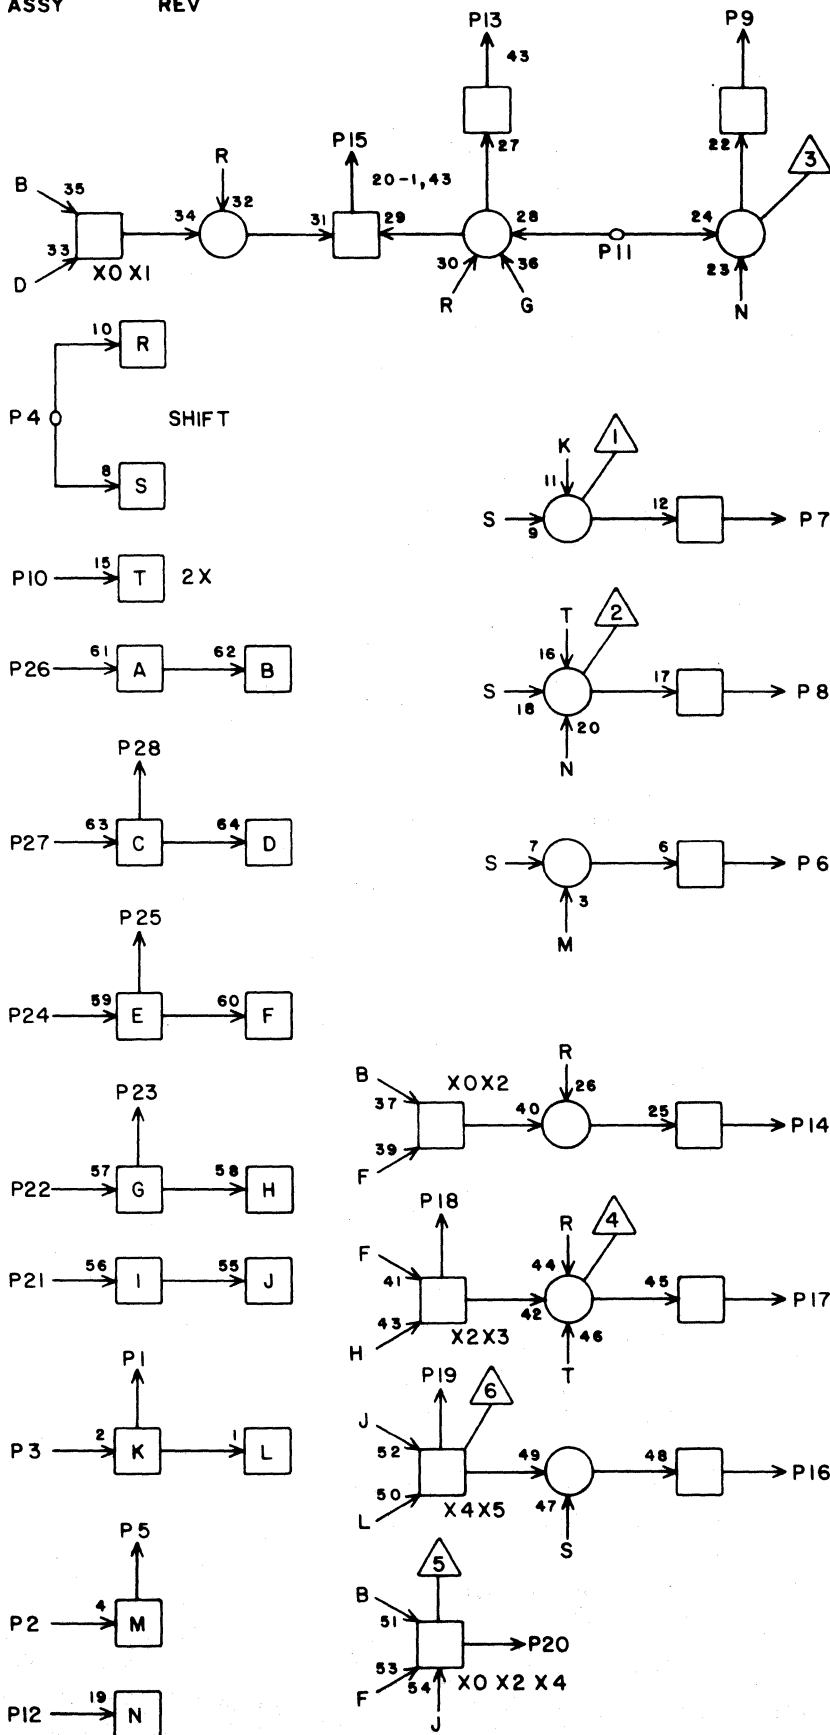 ASSY REV
P13 P9
43
P15 27 22 3
R
B 35 20-1,43
34 32 31 29 28 24
33 P11
X0X1 30 36 23
D
R G N
10 R
P4 SHIFT
8 S
1
K
11 12
S 9 P7
P10 15 T 2X
T 2
16
P26 61 A 62 B
S 18 17 P8
20
N
P28
P27 63 C 64 D
S 7 6 P6
3
M
P25
P24 59 E 60 F
R
B X0X2 26
37 40 25 P14
39
F
P23
P22 57 G 58 H
P18 4
R
F 44
41 45
P21 56 I 55 J
43 42 P17
X2X3 46
H
T
P1
P19 6
J
P3 2 K 1 L
52 49 48 P16
50 47
L X4X5
S
P5
5
B
51
P2 4 M
P20
53
54 X0X2X4
F
J
P12 19 N